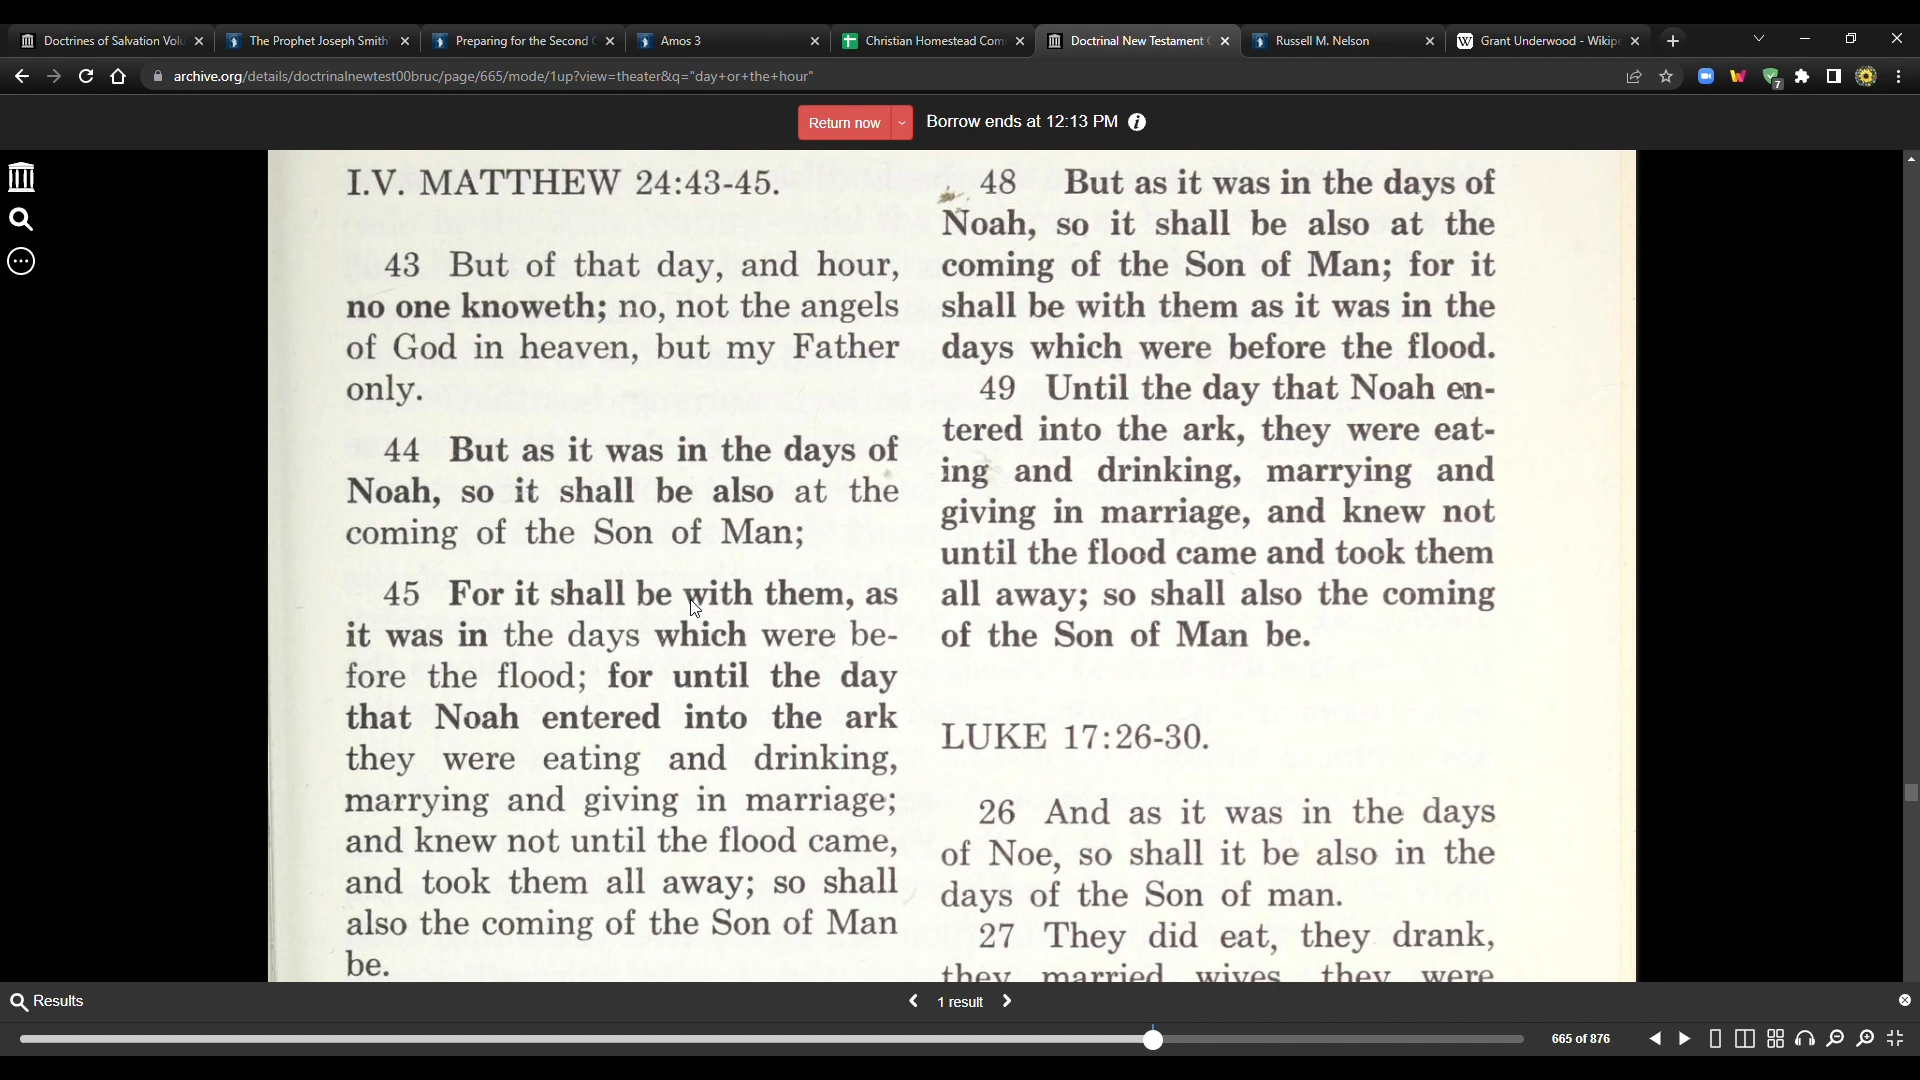 Doctrines of Salvation Volu
The Prophet Joseph Smith'
Preparing for the Second C
Amos 3
Christian Homestead Com
Doctrinal New Testament C
Russell M. Nelson
Grant Underwood - Wikipe
archive.org/details/doctrinalnewtest00bruc/page/665/mode/1up?view=theater&q="day+or+the+hour"
7
Return now
Borrow ends at 12:13 PM
I.V. MATTHEW 24:43-45.
43 But of that day, and hour,
no one knoweth; no, not the angels
of God in heaven, but my Father
only.
44 But as it was in the days of
Noah, so it shall be also at the
coming of the Son of Man;
45 For it shall be with them, as
it was in the days which were be-
fore the flood; for until the day
that Noah entered into the ark
they were eating and drinking,
marrying and giving in marriage;
and knew not until the flood came,
and took them all away; so shall
also the coming of the Son of Man
be.
48 But as it was in the days of
Noah, so it shall be also at the
coming of the Son of Man; for it
shall be with them as it was in the
days which were before the flood.
49 Until the day that Noah en-
tered into the ark, they were eat-
ing and drinking, marrying and
giving in marriage, and knew not
until the flood came and took them
all away; so shall also the coming
of the Son of Man be.
LUKE 17:26-30.
26 And as it was in the days
of Noe, so shall it be also in the
days of the Son of man.
27 They did eat, they drank,
they married wives, they were
Results
1 result
665 of 876